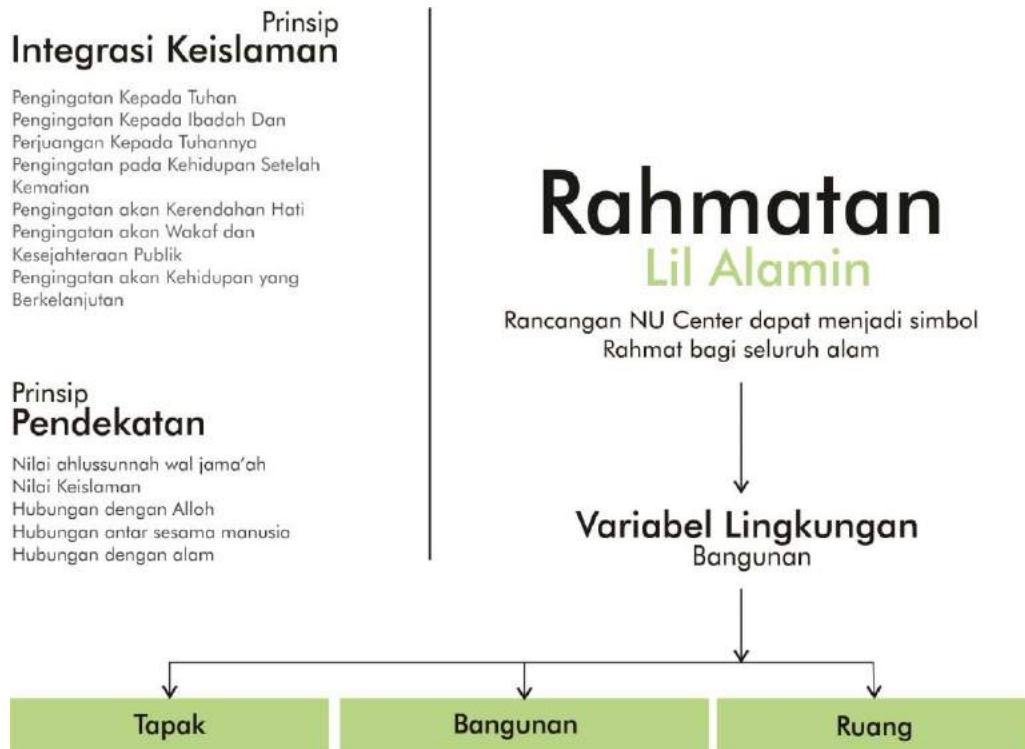 Prinsip
Integrasi Keislaman
Pengingatan Kepada Tuhan
Pengingatan Kepada Ibadah Dan
Perjuangan Kepada Tuhannya
Pengingatan pada Kehidupan Setelah
Kematian
Pengingatan akan Kerendahan Hati
Pengingatan akan Wakaf dan
Kesejahteraan Publik
Pengingatan akan Kehidupan yang
Berkelanjutan
Prinsip
Pendekatan
Nilai ahlussunnah wal jama'ah
Nilai Keislaman
Hubungan dengan Alloh
Hubungan antar sesama manusia
Hubungan dengan alam
Rahmatan
Lil Alamin
Rancangan NU Center dapat menjadi simbol
Rahmat bagi seluruh alam
Variabel Lingkungan
Bangunan
Tapak
Bangunan
Ruang